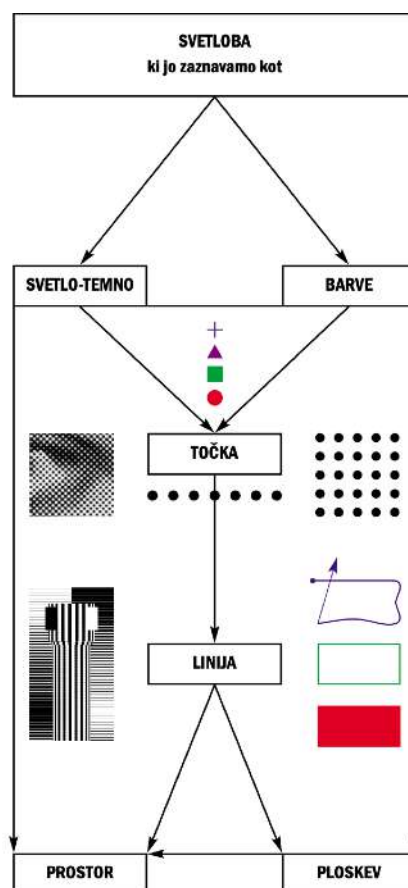 SVETLOBA
ki jo zaznavamo kot
SVETLO-TEMNO
BARVE
TOČKA
LINIJA
PROSTOR
PLOSKEV